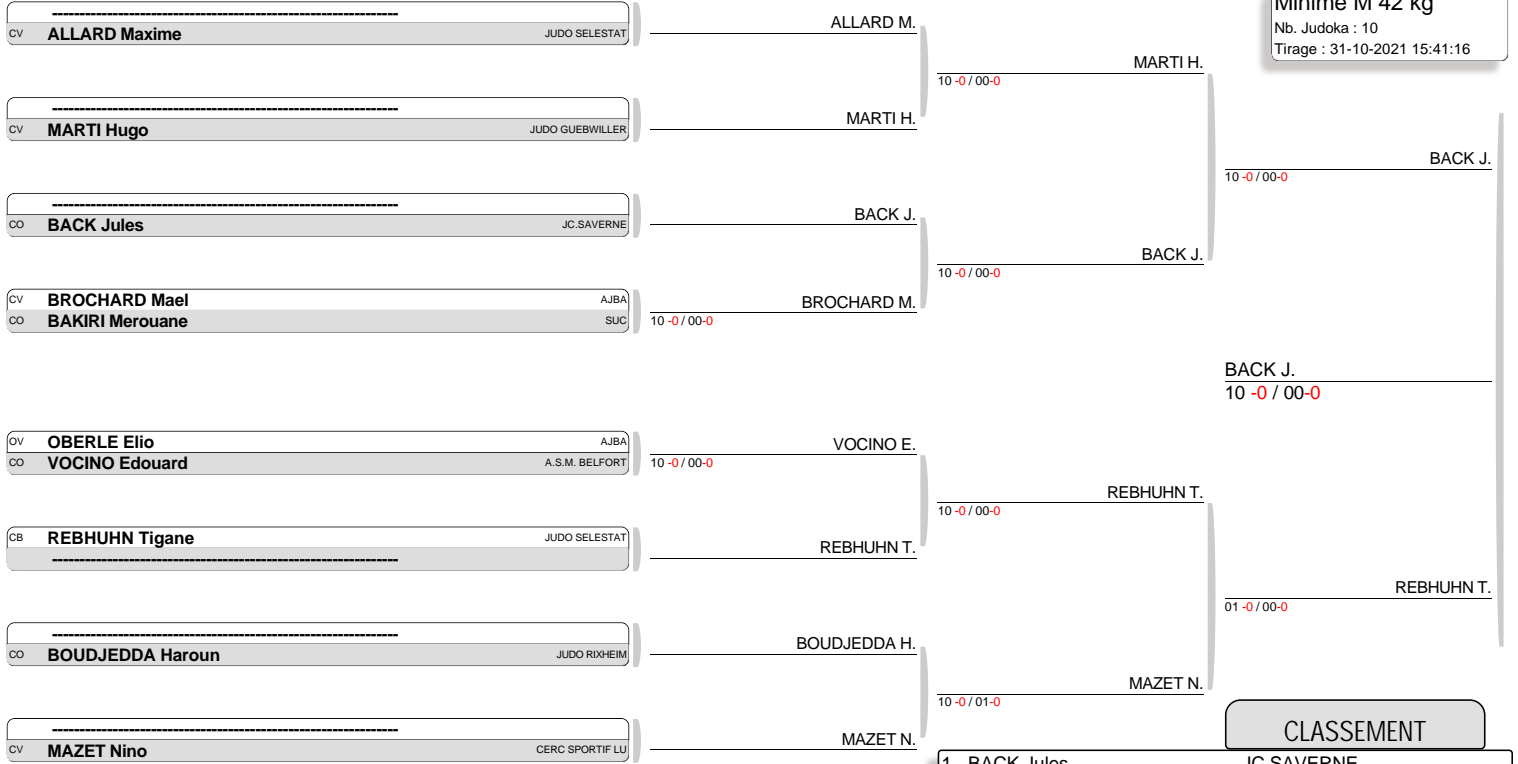 Minime M 42 kg
Nb. Judoka : 10
Tirage : 31-10-2021 15:41:16
----------------------------------------------------------------
CV ALLARD Maxime JUDO SELESTAT
----------------------------------------------------------------
CV MARTI Hugo JUDO GUEBWILLER
----------------------------------------------------------------
CO BACK Jules JC.SAVERNE
CV BROCHARD Mael AJBA
CO BAKIRI Merouane SUC
OV OBERLE Elio AJBA
CO VOCINO Edouard A.S.M. BELFORT
CB REBHUHN Tigane JUDO SELESTAT
----------------------------------------------------------------
----------------------------------------------------------------
CO BOUDJEDDA Haroun JUDO RIXHEIM
----------------------------------------------------------------
CV MAZET Nino CERC SPORTIF LU
ALLARD M.
MARTI H.
BACK J.
BROCHARD M.
10 -0 / 00-0
VOCINO E.
10 -0 / 00-0
REBHUHN T.
BOUDJEDDA H.
MAZET N.
MARTI H.
10 -0 / 00-0
BACK J.
10 -0 / 00-0
REBHUHN T.
10 -0 / 00-0
MAZET N.
10 -0 / 01-0
BACK J.
10 -0 / 00-0
BACK J.
10 -0 / 00-0
REBHUHN T.
01 -0 / 00-0
CLASSEMENT
1 BACK Jules JC.SAVERNE